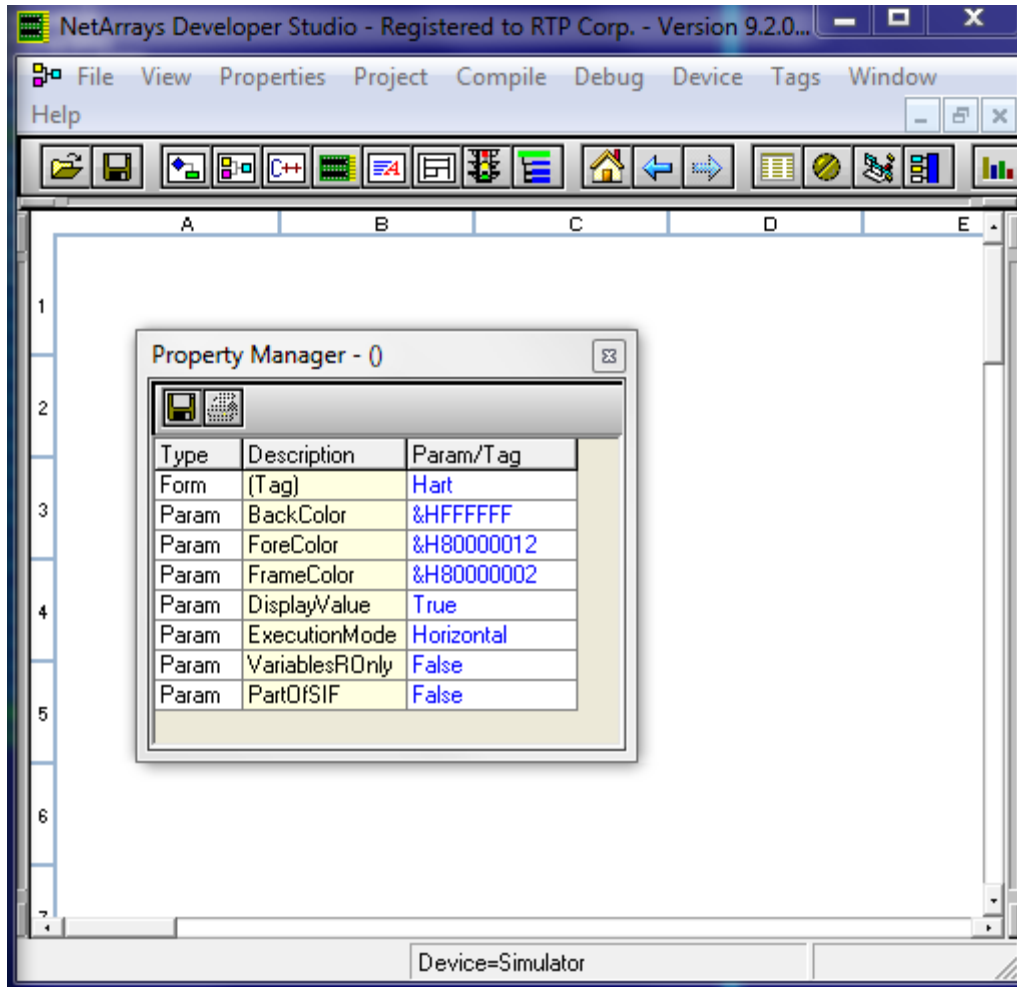 NetArrays Developer Studio - Registered to RTP Corp. - Version 9.2.0...
File View Properties Project Compile Debug Device Tags Window
Help
C++ A
A B C D E
1
Property Manager - ()
2
Type Description Param/Tag
Form (Tag) Hart
3
Param BackColor &HFFFFFF
Param ForeColor &H80000012
Param FrameColor &H80000002
4
Param DisplayValue True
Param ExecutionMode Horizontal
Param VariablesROnly False
Param PartOfSIF False
5
6
7
Device=Simulator